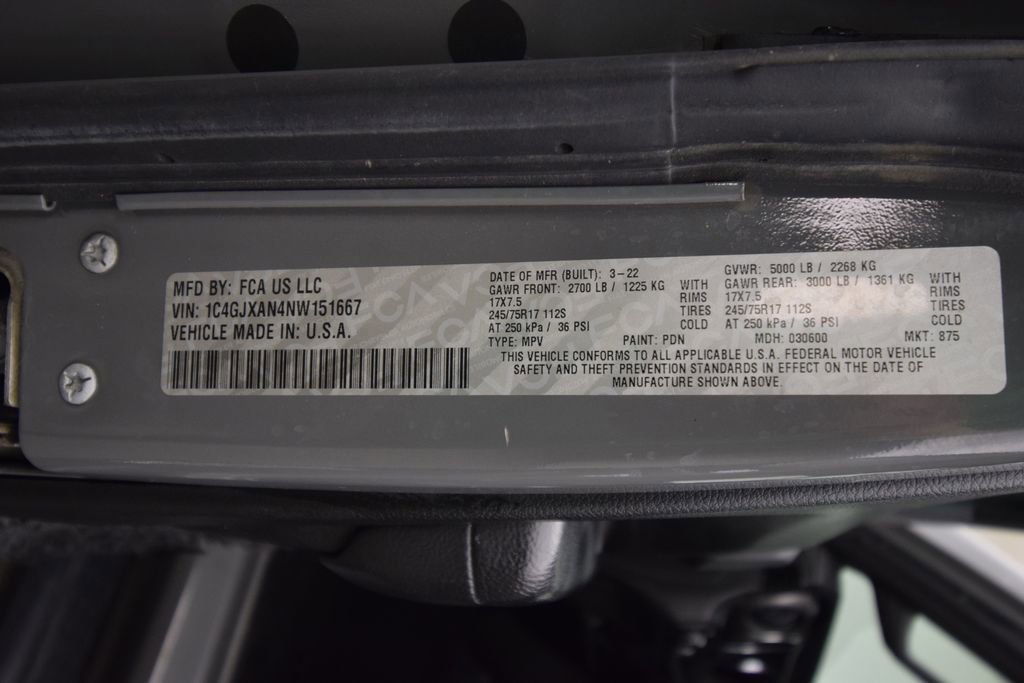 MFD BY: FCA US LLC
VIN: 1C4GJXAN4NW151667
VEHICLE MADE IN: U.S.A.
DATE OF MFR (BUILT): 3-22
GAWR FRONT: 2700 LB / 1225 KG WITH
17X7.5 RIMS
245/75R17 112S TIRES
AT 250 kPa / 36 PSI COLD
GVWR: 5000 LB / 2268 KG
GAWR REAR: 3000 LB / 1361 KG WITH
17X7.5 RIMS
245/75R17 112S TIRES
AT 250 kPa / 36 PSI COLD
TYPE: MPV PAINT: PDN MDH: 030600 MKT: 875
THIS VEHICLE CONFORMS TO ALL APPLICABLE U.S.A. FEDERAL MOTOR VEHICLE
SAFETY AND THEFT PREVENTION STANDARDS IN EFFECT ON THE DATE OF
MANUFACTURE SHOWN ABOVE.